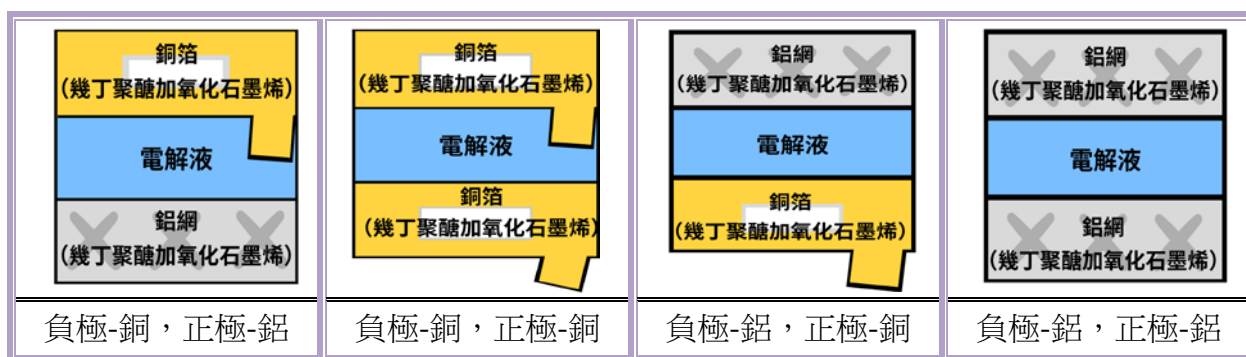 銅箔
(幾丁聚醣加氧化石墨烯)
電解液
鋁網
(幾丁聚醣加氧化石墨烯)
負極-銅，正極-鋁
銅箔
(幾丁聚醣加氧化石墨烯)
電解液
銅箔
(幾丁聚醣加氧化石墨烯)
負極-銅，正極-銅
鋁網
(幾丁聚醣加氧化石墨烯)
電解液
銅箔
(幾丁聚醣加氧化石墨烯)
負極-鋁，正極-銅
鋁網
(幾丁聚醣加氧化石墨烯)
電解液
鋁網
(幾丁聚醣加氧化石墨烯)
負極-鋁，正極-鋁